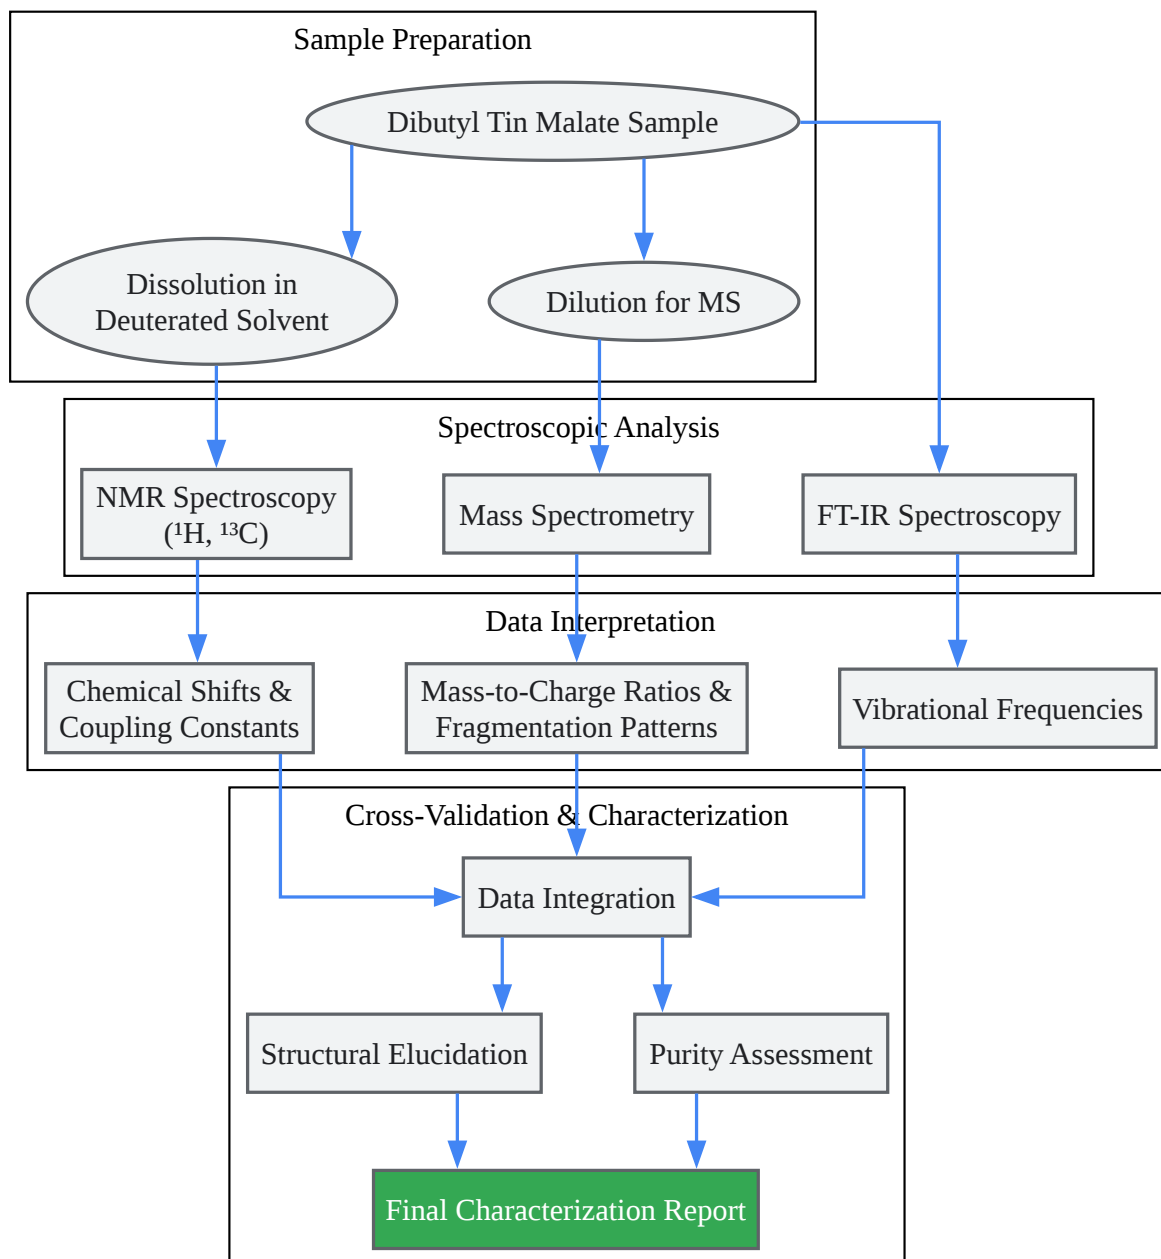 Sample Preparation
Dibutyl Tin Malate Sample
Dissolution in
Deuterated Solvent
Dilution for MS
Spectroscopic Analysis
NMR Spectroscopy
(¹H, ¹³C)
Mass Spectrometry
FT-IR Spectroscopy
Data Interpretation
Chemical Shifts &
Coupling Constants
Mass-to-Charge Ratios &
Fragmentation Patterns
Vibrational Frequencies
Cross-Validation & Characterization
Data Integration
Structural Elucidation
Purity Assessment
Final Characterization Report